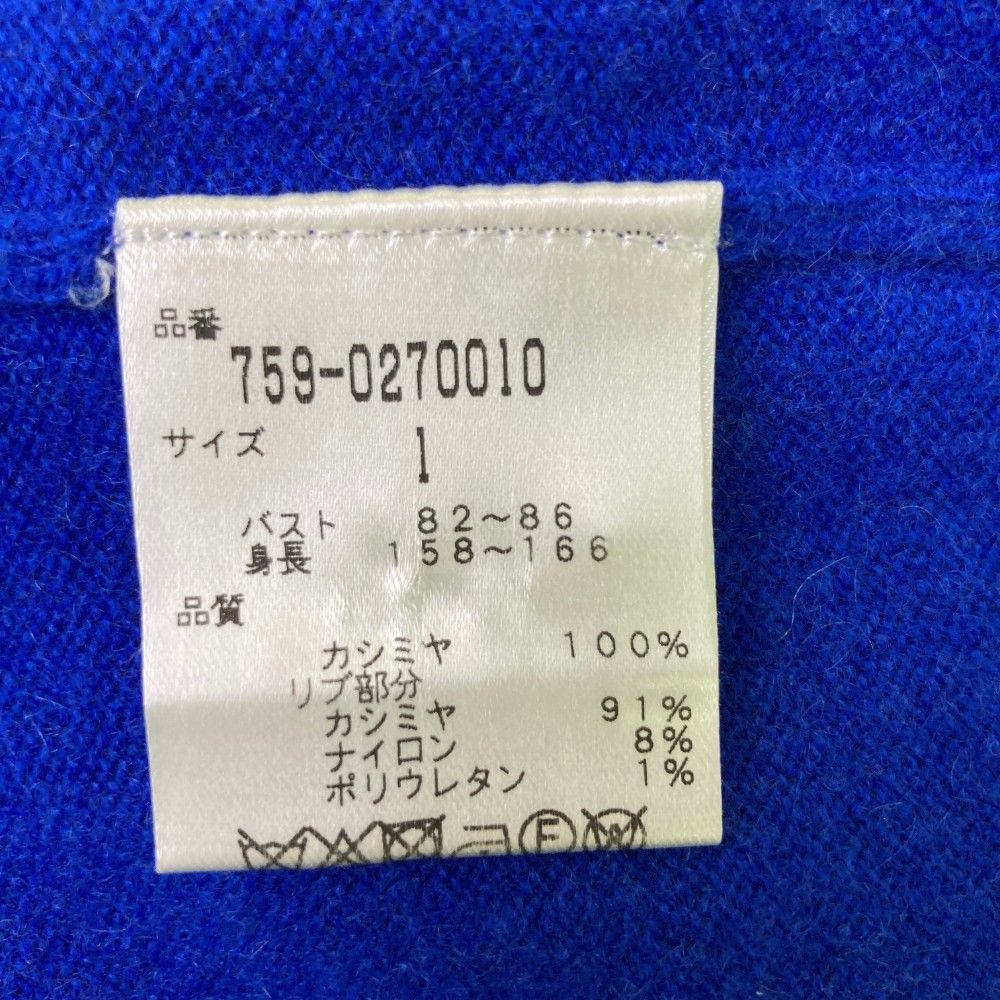 品番
759-0270010
サイズ 1
バスト 82～86
身長 158～166
品質
カシミヤ 100%
リブ部分
カシミヤ 91%
ナイロン 8%
ポリウレタン 1%
F W